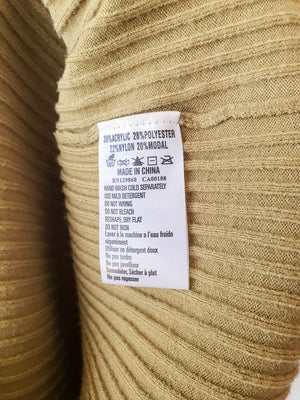 30%ACRYLIC 28%POLYESTER
22%NYLON 20%MODAL
MADE IN CHINA
RN129860 CA00108
HAND WASH COLD SEPARATELY
USE MILD DETERGENT
DO NOT WRING
DO NOT BLEACH
RESHAPE, DRY FLAT
DO NOT IRON
Laver à la machine a l'eau froide
séparément
Utiliser un détergent doux
Ne pas tordre
Ne pas blanchir
Remodeler, Sécher à plat
Ne pas repasser